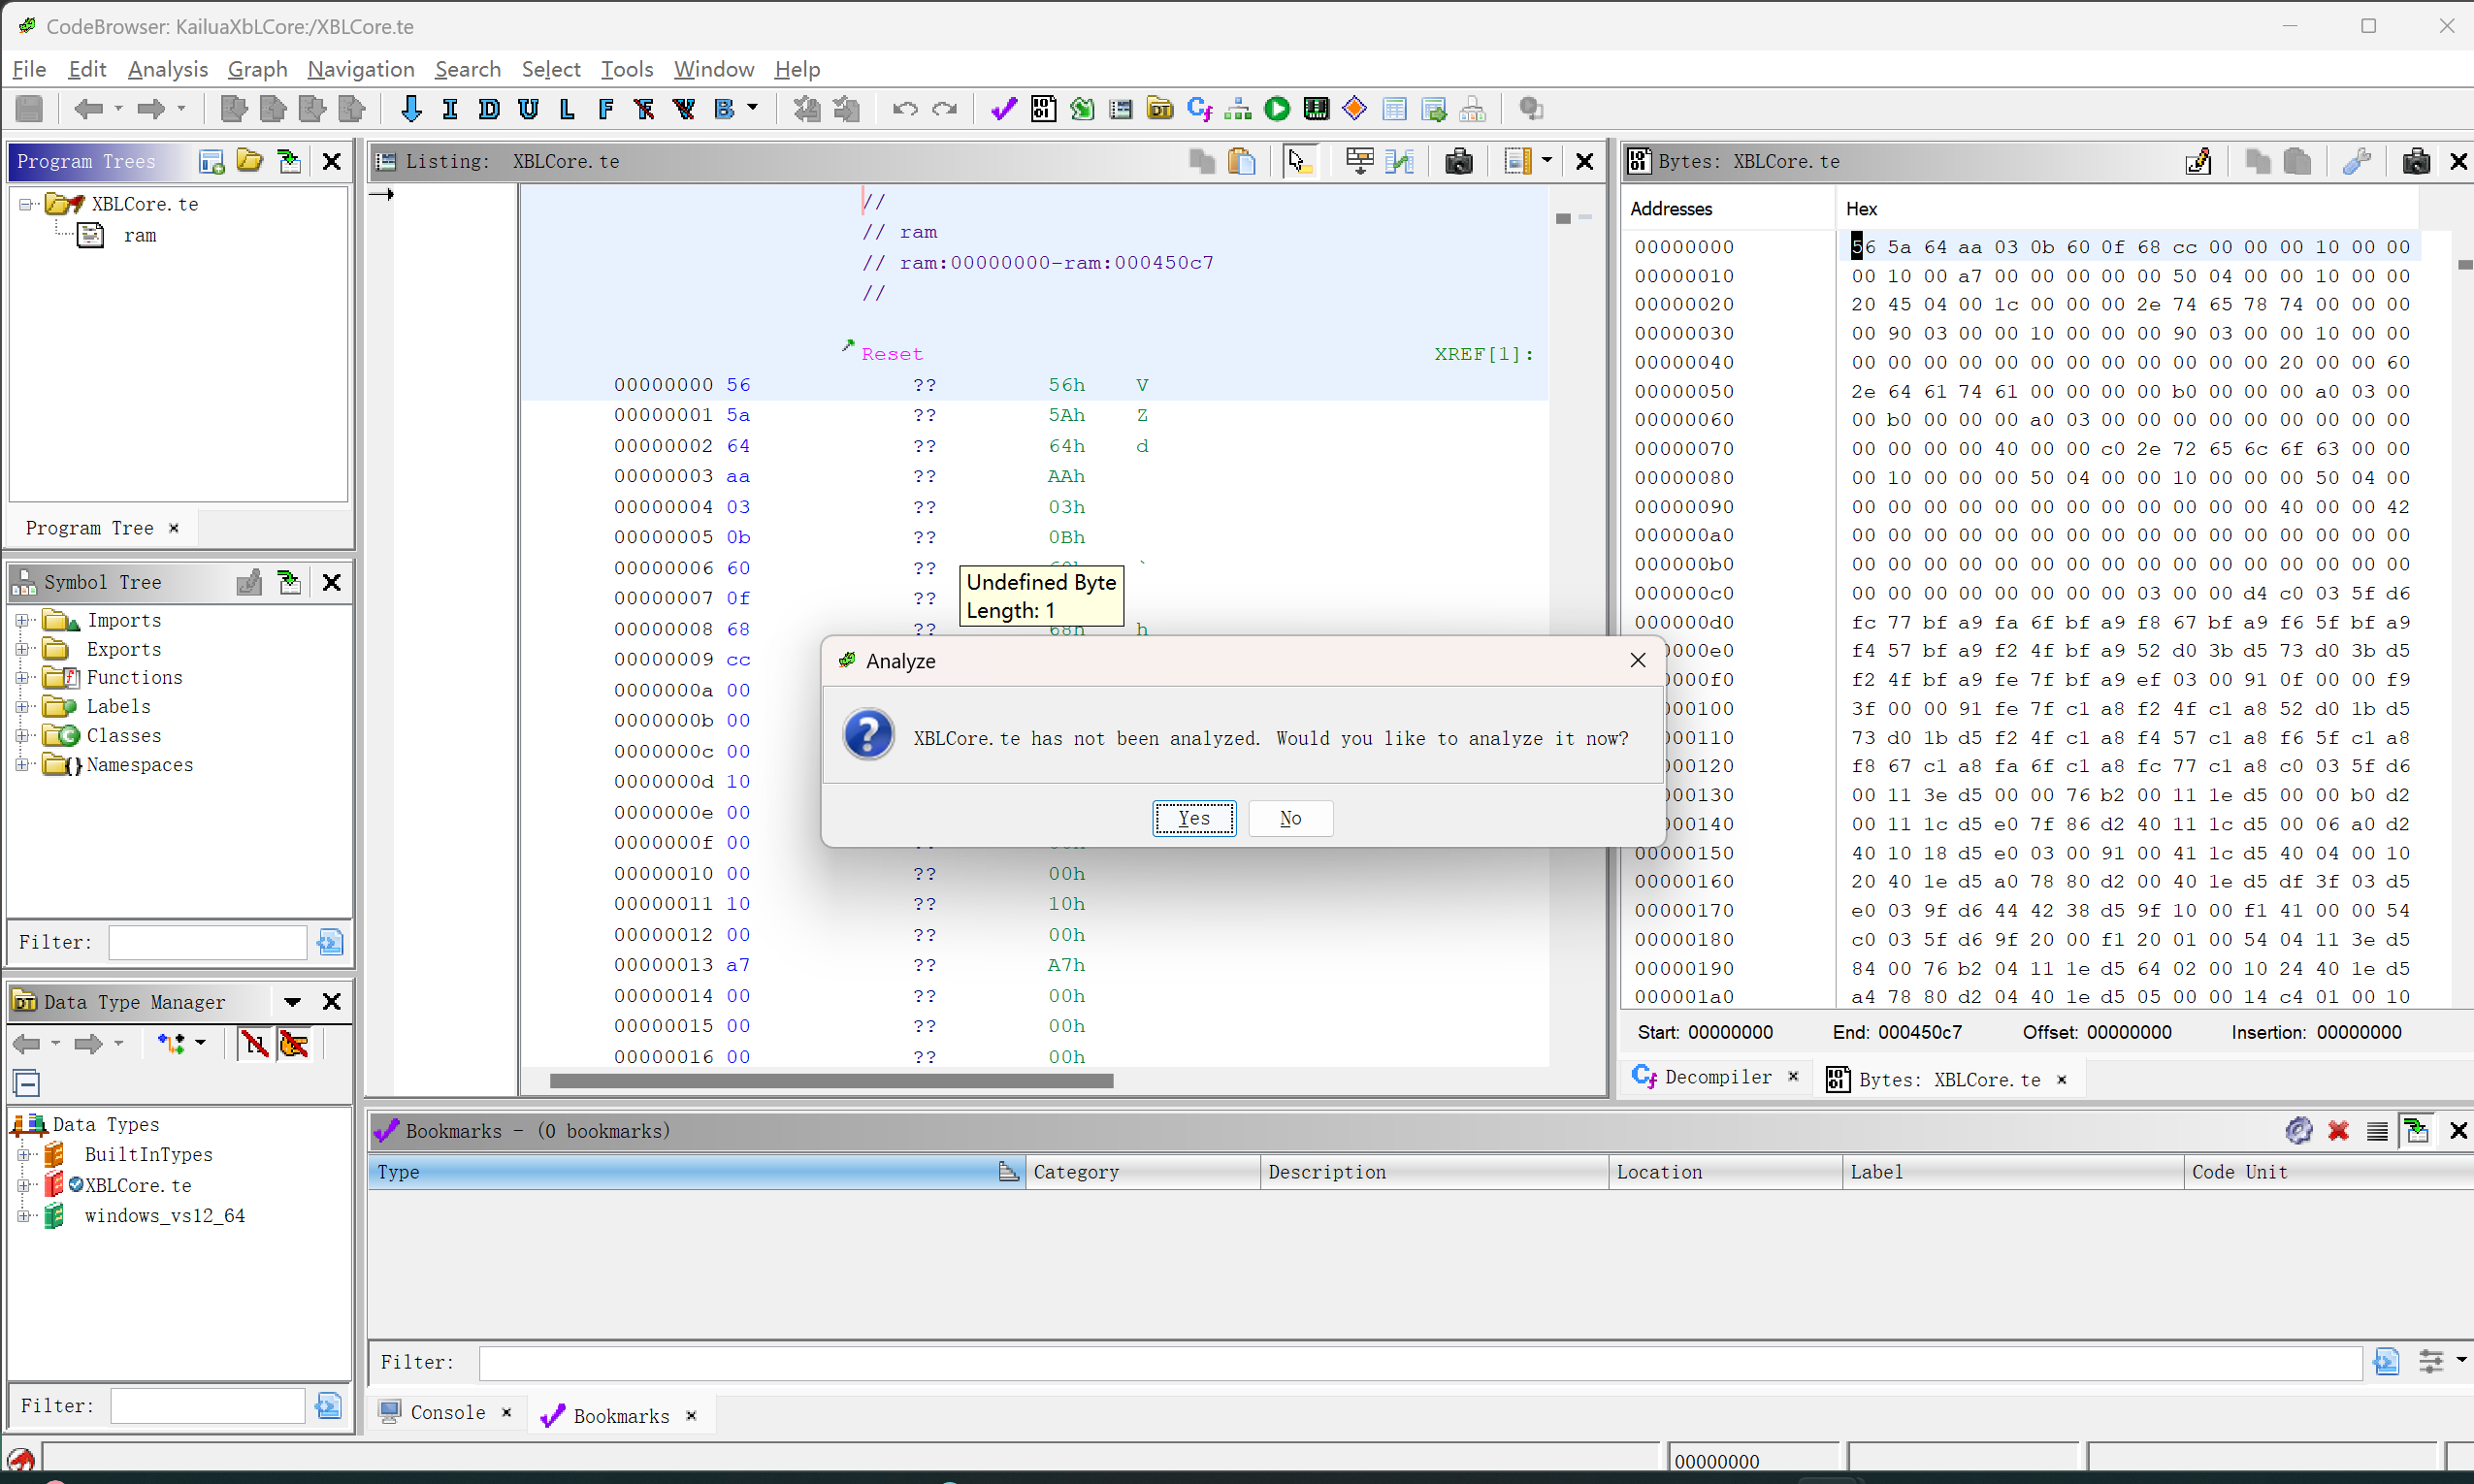 CodeBrowser: KailuaXbLCore:/XBLCore.te
File Edit Analysis Graph Navigation Search Select Tools Window Help
I D U L F B
Program Trees
XBLCore.te
ram
Program Tree
Symbol Tree
Imports
Exports
Functions
Labels
Classes
Namespaces
Filter:
Data Type Manager
Data Types
BuiltInTypes
XBLCore.te
windows_vs12_64
Filter:
Listing: XBLCore.te
//
// ram
// ram:00000000-ram:000450c7
//
Reset XREF[1]:
00000000 56 ?? 56h V
00000001 5a ?? 5Ah Z
00000002 64 ?? 64h d
00000003 aa ?? AAh
00000004 03 ?? 03h
00000005 0b ?? 0Bh
00000006 60 ?? `
00000007 0f ??
00000008 68 ?? 68h h
00000009 cc
0000000a 00
0000000b 00
0000000c 00
0000000d 10
0000000e 00
0000000f 00
00000010 00 ?? 00h
00000011 10 ?? 10h
00000012 00 ?? 00h
00000013 a7 ?? A7h
00000014 00 ?? 00h
00000015 00 ?? 00h
00000016 00 ?? 00h
Undefined Byte
Length: 1
Analyze
XBLCore.te has not been analyzed. Would you like to analyze it now?
Yes No
Bytes: XBLCore.te
Addresses Hex
00000000 56 5a 64 aa 03 0b 60 0f 68 cc 00 00 00 10 00 00
00000010 00 10 00 a7 00 00 00 00 00 50 04 00 00 10 00 00
00000020 20 45 04 00 1c 00 00 00 2e 74 65 78 74 00 00 00
00000030 00 90 03 00 00 10 00 00 00 90 03 00 00 10 00 00
00000040 00 00 00 00 00 00 00 00 00 00 00 00 20 00 00 60
00000050 2e 64 61 74 61 00 00 00 00 b0 00 00 00 a0 03 00
00000060 00 b0 00 00 00 a0 03 00 00 00 00 00 00 00 00 00
00000070 00 00 00 00 40 00 00 c0 2e 72 65 6c 6f 63 00 00
00000080 00 10 00 00 00 50 04 00 00 10 00 00 00 50 04 00
00000090 00 00 00 00 00 00 00 00 00 00 00 00 40 00 00 42
000000a0 00 00 00 00 00 00 00 00 00 00 00 00 00 00 00 00
000000b0 00 00 00 00 00 00 00 00 00 00 00 00 00 00 00 00
000000c0 00 00 00 00 00 00 00 00 03 00 00 d4 c0 03 5f d6
000000d0 fc 77 bf a9 fa 6f bf a9 f8 67 bf a9 f6 5f bf a9
0000e0 f4 57 bf a9 f2 4f bf a9 52 d0 3b d5 73 d0 3b d5
0000f0 f2 4f bf a9 fe 7f bf a9 ef 03 00 91 0f 00 00 f9
000100 3f 00 00 91 fe 7f c1 a8 f2 4f c1 a8 52 d0 1b d5
000110 73 d0 1b d5 f2 4f c1 a8 f4 57 c1 a8 f6 5f c1 a8
000120 f8 67 c1 a8 fa 6f c1 a8 fc 77 c1 a8 c0 03 5f d6
000130 00 11 3e d5 00 00 76 b2 00 11 1e d5 00 00 b0 d2
000140 00 11 1c d5 e0 7f 86 d2 40 11 1c d5 00 06 a0 d2
00000150 40 10 18 d5 e0 03 00 91 00 41 1c d5 40 04 00 10
00000160 20 40 1e d5 a0 78 80 d2 00 40 1e d5 df 3f 03 d5
00000170 e0 03 9f d6 44 42 38 d5 9f 10 00 f1 41 00 00 54
00000180 c0 03 5f d6 9f 20 00 f1 20 01 00 54 04 11 3e d5
00000190 84 00 76 b2 04 11 1e d5 64 02 00 10 24 40 1e d5
000001a0 a4 78 80 d2 04 40 1e d5 05 00 00 14 c4 01 00 10
Start: 00000000 End: 000450c7 Offset: 00000000 Insertion: 00000000
Decompiler Bytes: XBLCore.te
Bookmarks - (0 bookmarks)
Type Category Description Location Label Code Unit
Filter:
Console Bookmarks
00000000